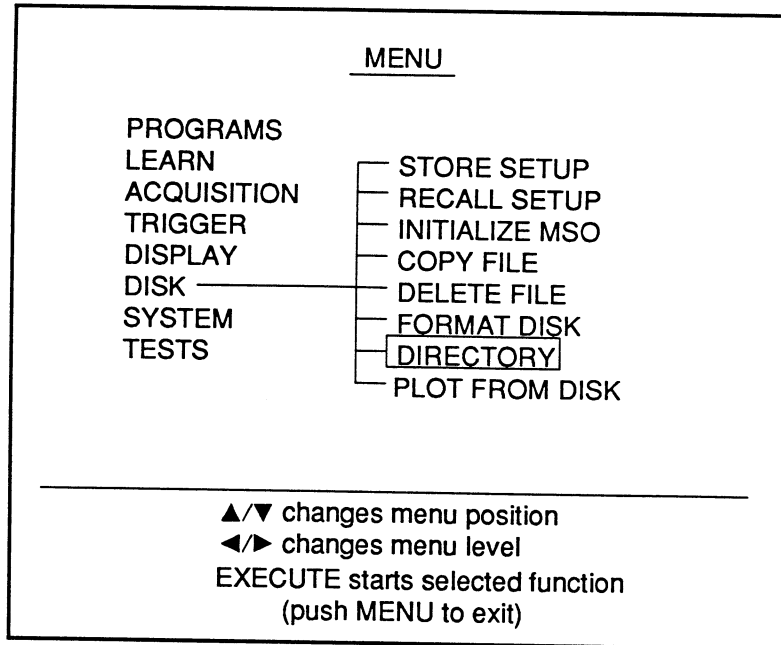 MENU
PROGRAMS
LEARN
ACQUISITION
TRIGGER
DISPLAY
DISK
SYSTEM
TESTS
STORE SETUP
RECALL SETUP
INITIALIZE MSO
COPY FILE
DELETE FILE
FORMAT DISK
DIRECTORY
PLOT FROM DISK
▲/▼ changes menu position
◄/► changes menu level
EXECUTE starts selected function
(push MENU to exit)